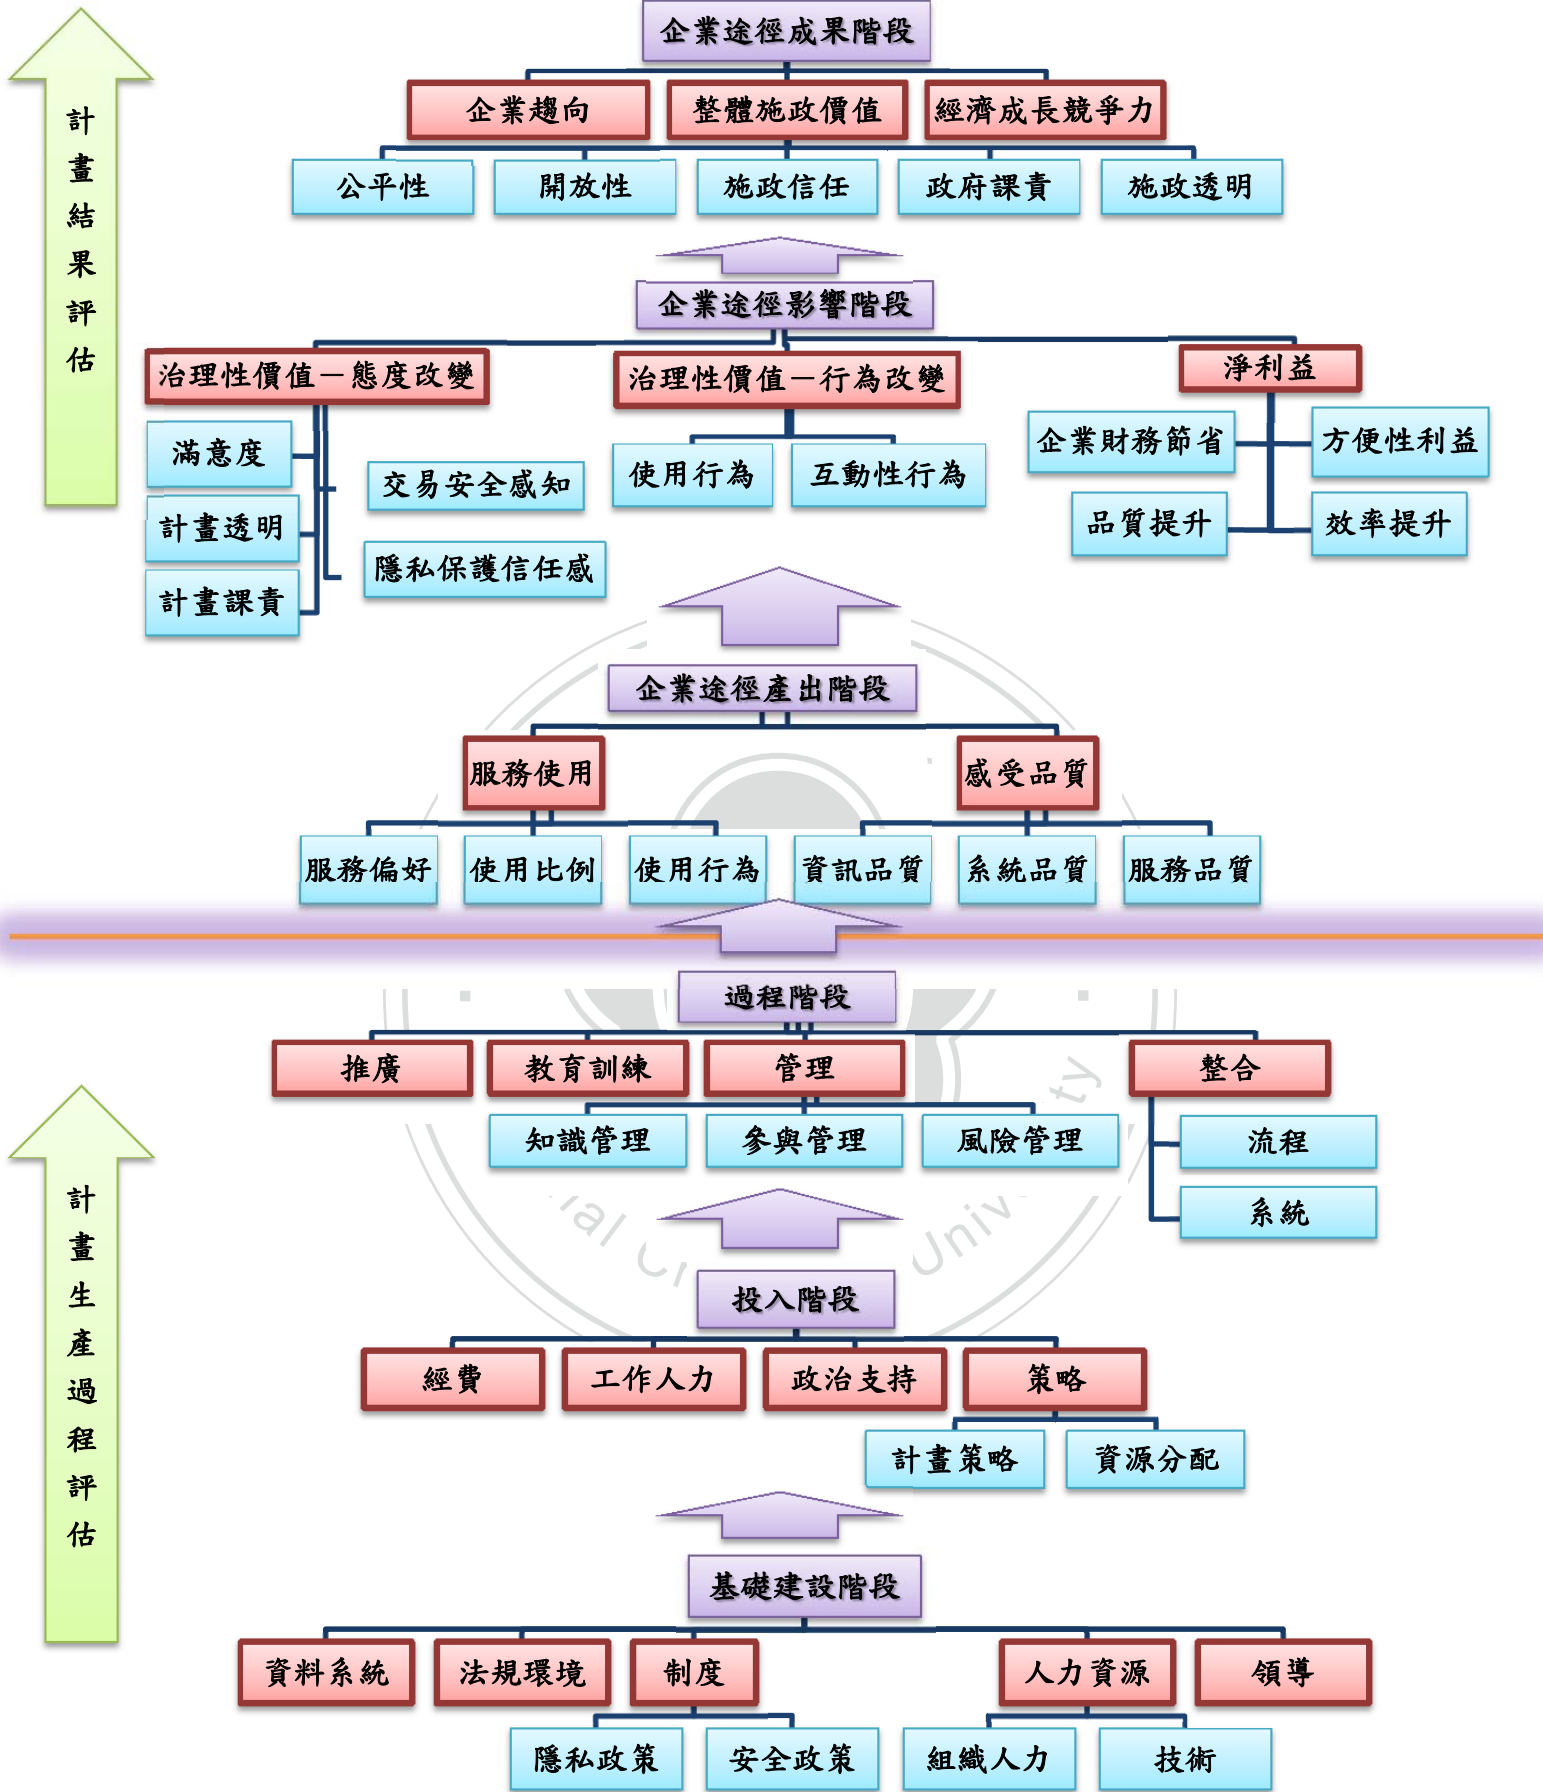 計畫結果評估
企業途徑成果階段
企業趨向
整體施政價值
經濟成長競爭力
公平性
開放性
施政信任
政府課責
施政透明
企業途徑影響階段
治理性價值－態度改變
治理性價值－行為改變
淨利益
滿意度
計畫透明
計畫課責
交易安全感知
隱私保護信任感
使用行為
互動性行為
企業財務節省
方便性利益
品質提升
效率提升
企業途徑產出階段
服務使用
感受品質
服務偏好
使用比例
使用行為
資訊品質
系統品質
服務品質
計畫生產過程評估
過程階段
推廣
教育訓練
管理
整合
知識管理
參與管理
風險管理
流程
系統
投入階段
經費
工作人力
政治支持
策略
計畫策略
資源分配
基礎建設階段
資料系統
法規環境
制度
人力資源
領導
隱私政策
安全政策
組織人力
技術